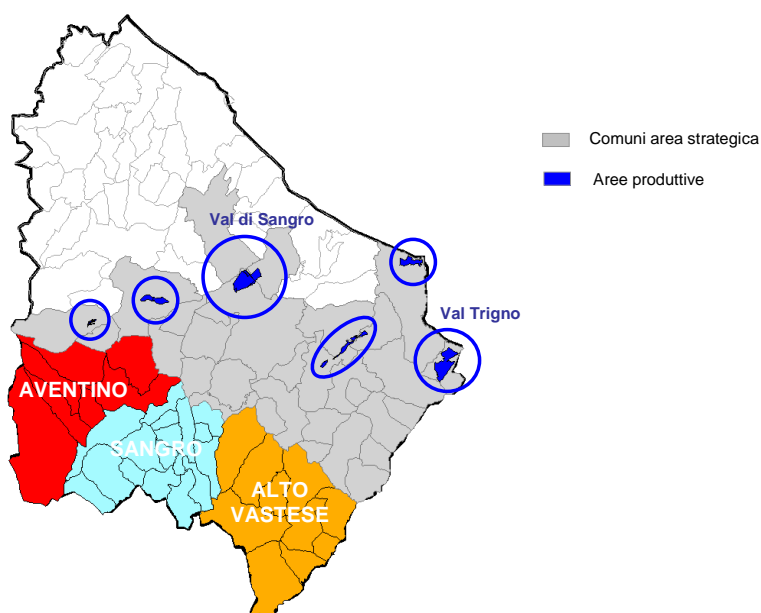 Comuni area strategica
Aree produttive
Val di Sangro
Val Trigno
AVENTINO
SANGRO
ALTO
VASTESE